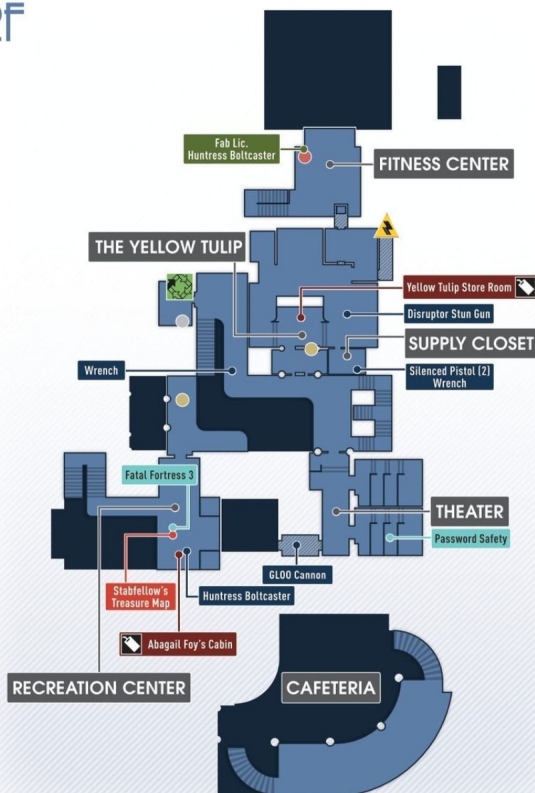 2F
Fab Lic.
Huntress Boltcaster
FITNESS CENTER
THE YELLOW TULIP
Yellow Tulip Store Room
Disruptor Stun Gun
SUPPLY CLOSET
Wrench
Silenced Pistol (2)
Wrench
Fatal Fortress 3
THEATER
Password Safety
GLOO Cannon
Stabfellow's
Treasure Map
Huntress Boltcaster
Abagail Foy's Cabin
RECREATION CENTER
CAFETERIA